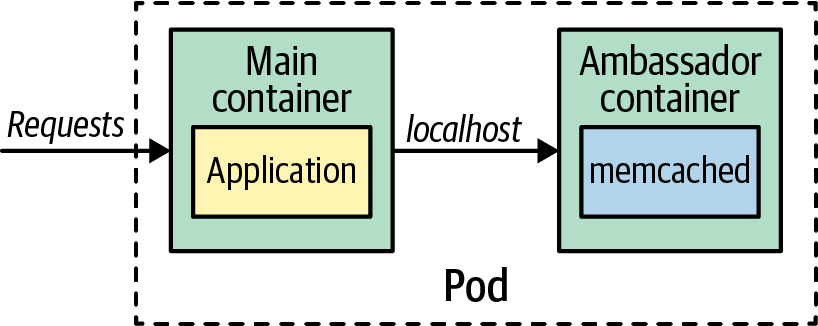 Requests
Main
container
Application
localhost
Ambassador
container
memcached
Pod